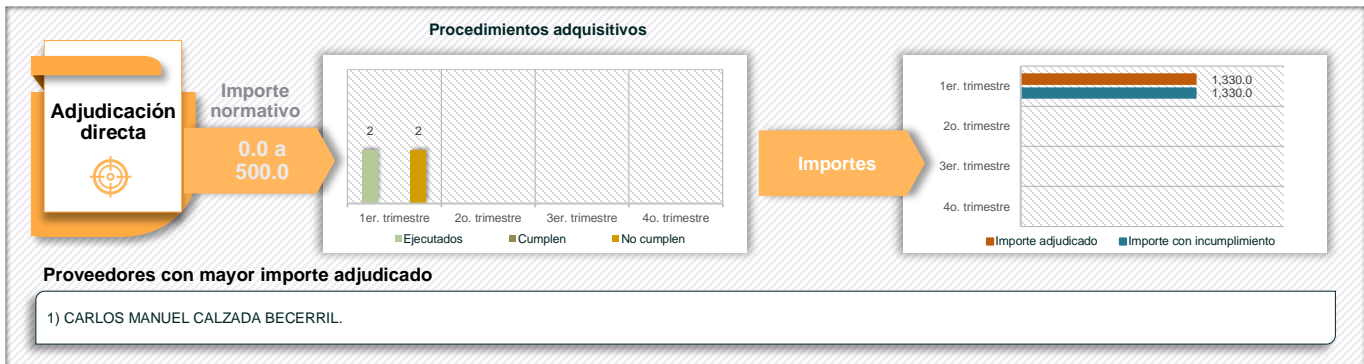 Procedimientos adquisitivos
Adjudicación
directa
Importe
normativo
0.0 a
500.0
2
2
1er. trimestre
2o. trimestre
3er. trimestre
4o. trimestre
Ejecutados
Cumplen
No cumplen
Importes
1er. trimestre
1,330.0
1,330.0
2o. trimestre
3er. trimestre
4o. trimestre
Importe adjudicado
Importe con incumplimiento
Proveedores con mayor importe adjudicado
1) CARLOS MANUEL CALZADA BECERRIL.